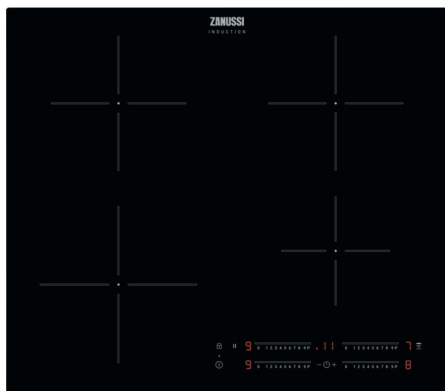 ZANUSSI
INDUCTION
9 0 1 2 3 4 5 6 7 8 9 P .11 0 1 2 3 4 5 6 7 8 9 P 7
9 0 1 2 3 4 5 6 7 8 9 P - + 0 1 2 3 4 5 6 7 8 9 P 8